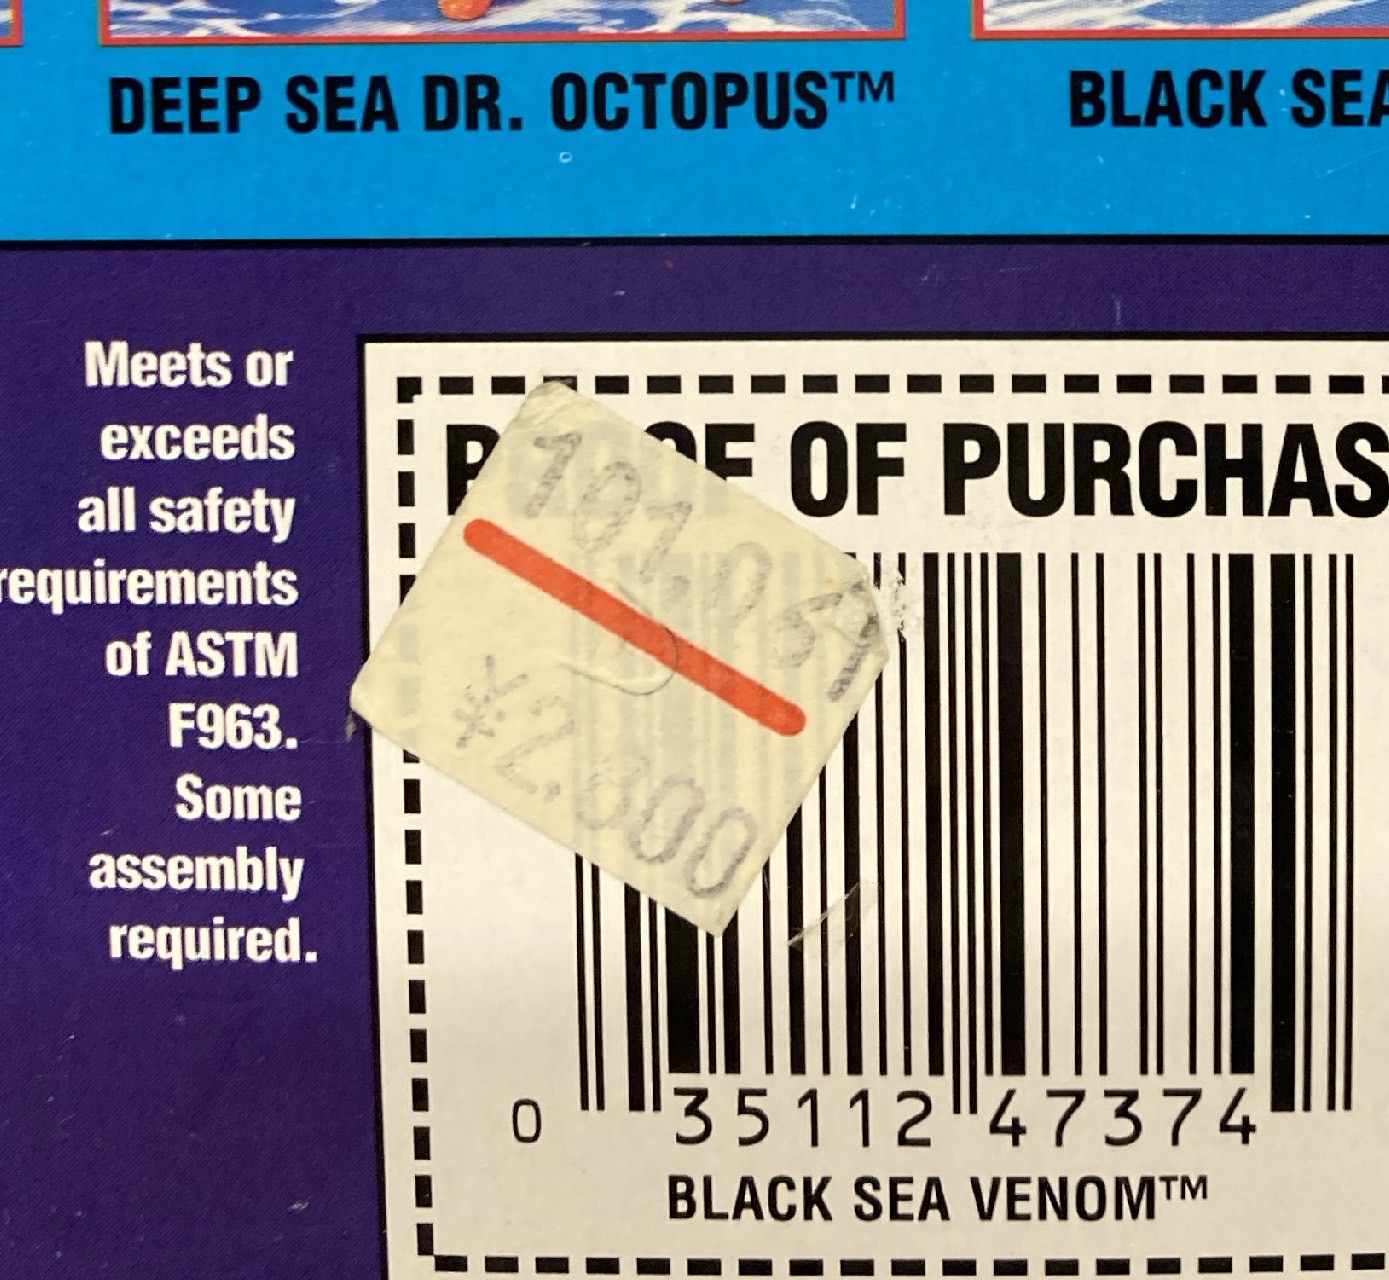 DEEP SEA DR. OCTOPUS™
BLACK SEA
Meets or
exceeds
all safety
requirements
of ASTM
F963.
Some
assembly
required.
OF PURCHAS
¥2,800
0 35112 47374
BLACK SEA VENOM™